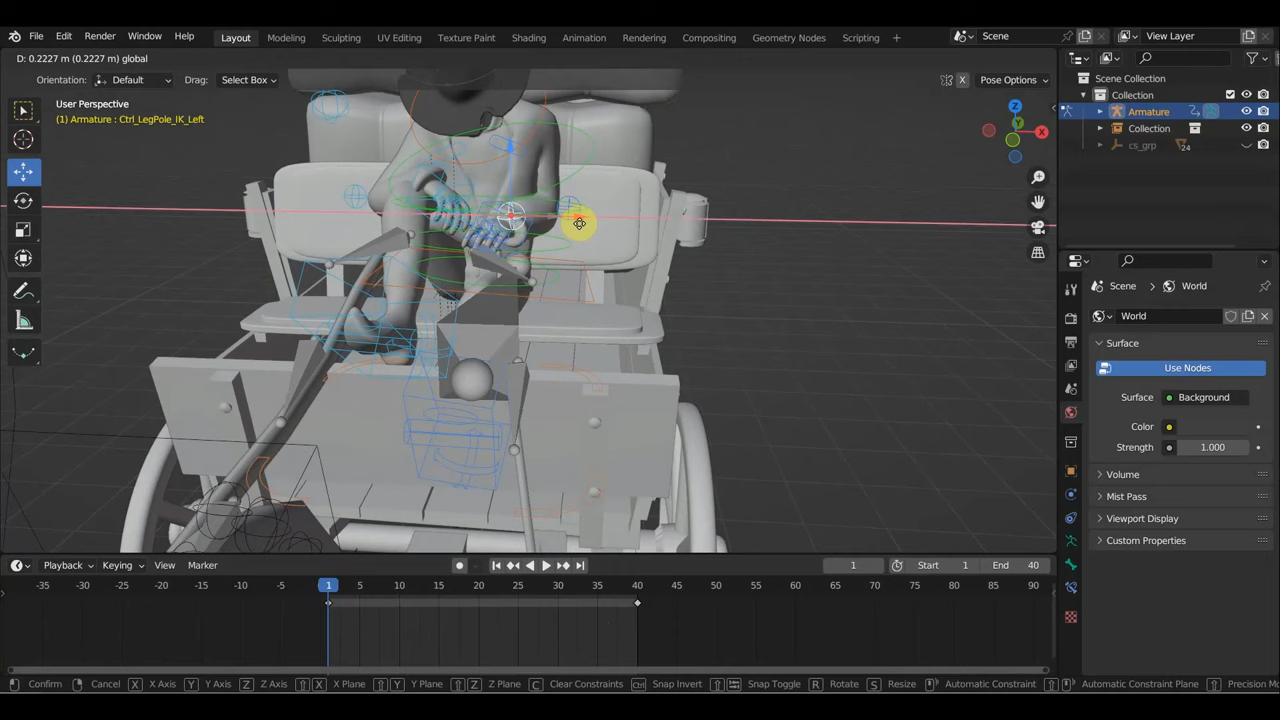 File Edit Render Window Help Layout Modeling Sculpting UV Editing Texture Paint Shading Animation Rendering Compositing Geometry Nodes Scripting + Scene View Layer
D: 0.2227 m (0.2227 m) global
Orientation: Default Drag: Select Box X Pose Options
User Perspective
(1) Armature : Ctrl_LegPole_IK_Left
Z
Y
X
Scene Collection
Collection
Armature
Collection
cs_grp 24
Scene > World
World
Surface
Use Nodes
Surface Background
Color
Strength 1.000
Volume
Mist Pass
Viewport Display
Custom Properties
Playback Keying View Marker 1 Start 1 End 40
-35 -30 -25 -20 -15 -10 -5 1 5 10 15 20 25 30 35 40 45 50 55 60 65 70 75 80 85 90
Confirm Cancel X X Axis Y Y Axis Z Z Axis X X Plane Y Y Plane Z Z Plane C Clear Constraints Ctrl Snap Invert Snap Toggle R Rotate S Resize Automatic Constraint Automatic Constraint Plane Precision Mo